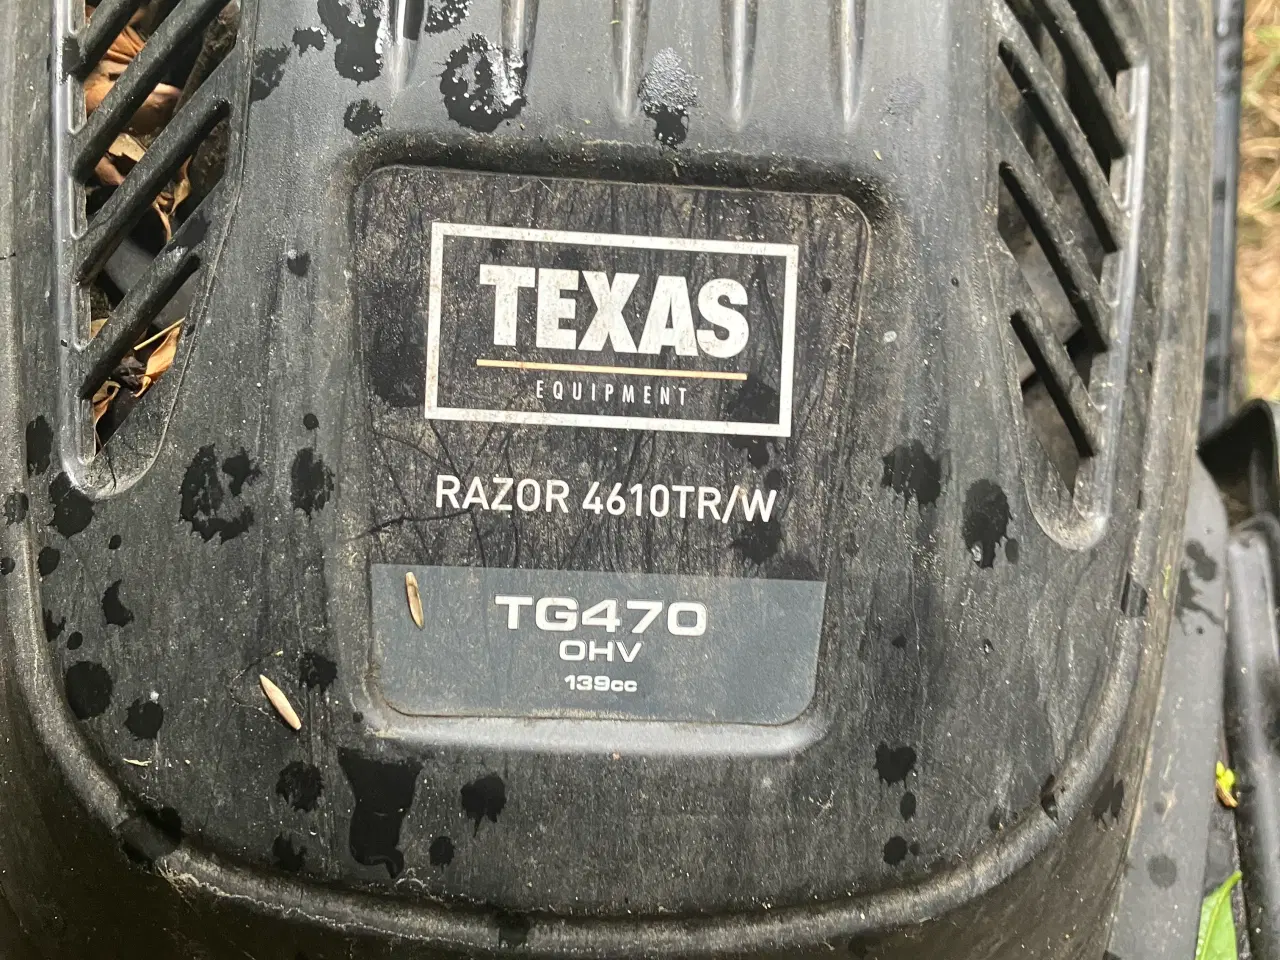 TEXAS
EQUIPMENT
RAZOR 4610TR/W
TG470
OHV
139cc